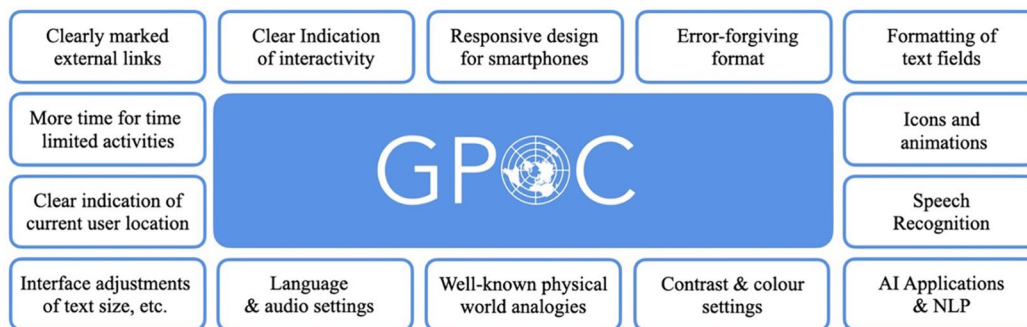 Clearly marked
external links
Clear Indication
of interactivity
Responsive design
for smartphones
Error-forgiving
format
Formatting of
text fields
More time for time
limited activities
GPOC
Icons and
animations
Clear indication of
current user location
Speech
Recognition
Interface adjustments
of text size, etc.
Language
& audio settings
Well-known physical
world analogies
Contrast & colour
settings
AI Applications
& NLP